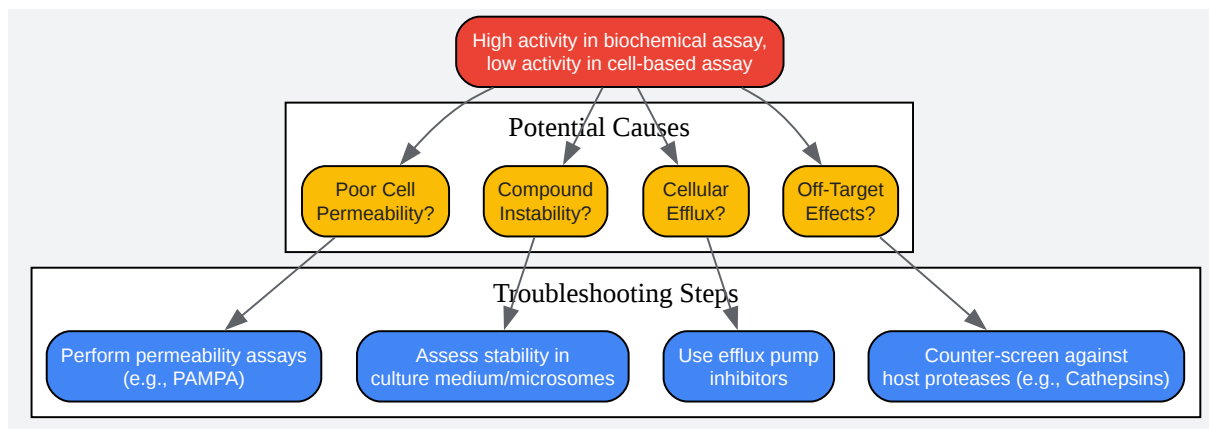 High activity in biochemical assay,
low activity in cell-based assay
Potential Causes
Poor Cell
Permeability?
Compound
Instability?
Cellular
Efflux?
Off-Target
Effects?
Troubleshooting Steps
Perform permeability assays
(e.g., PAMPA)
Assess stability in
culture medium/microsomes
Use efflux pump
inhibitors
Counter-screen against
host proteases (e.g., Cathepsins)